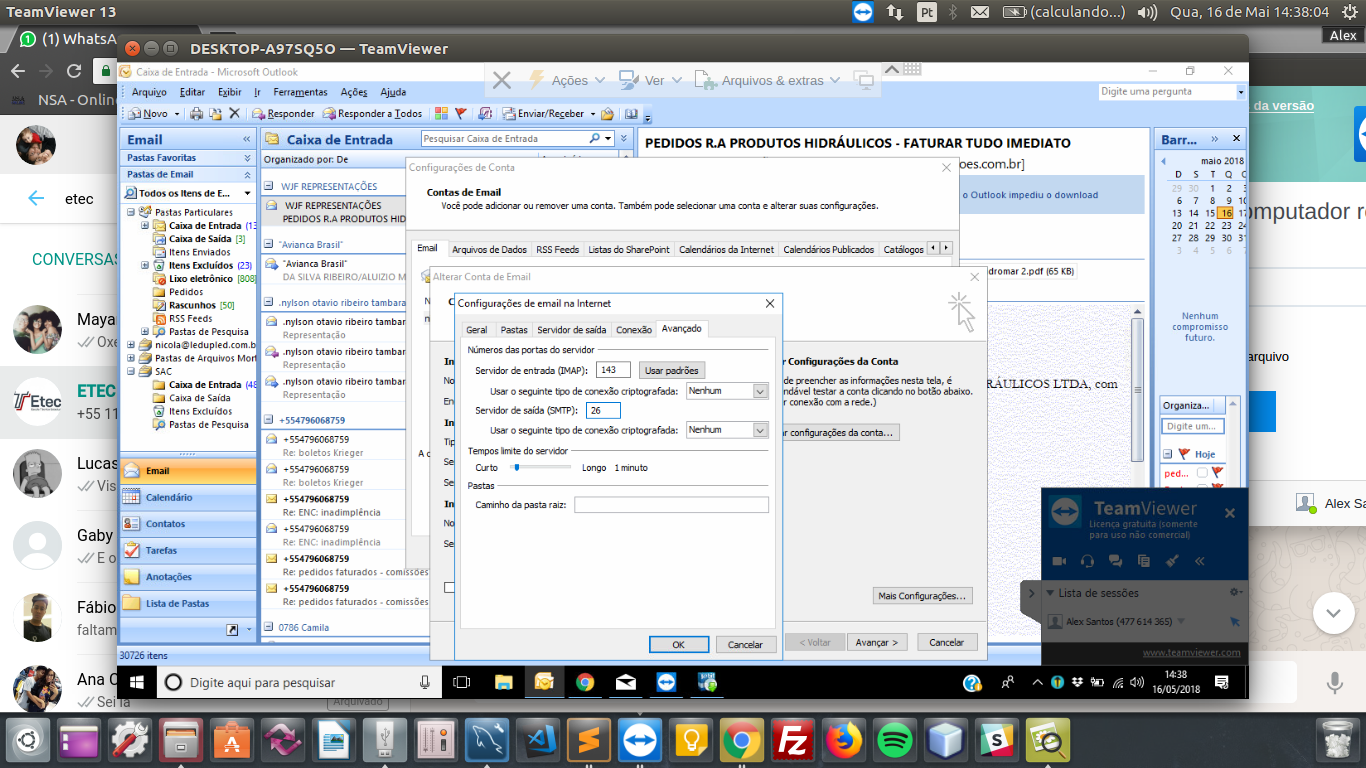 TeamViewer 13
Pt
(calculando...)
Qua, 16 de Mai 14:38:04
Alex
(1) WhatsA
NSA - Online
da versão
etec
CONVERSAS
Maya
Oxe
ETEC
+55 11
Lucas
Vis
Gaby
E o
Fábio
faltam
Ana C
Sei la
Arquivado
omputador r
arquivo
Alex Sa
DESKTOP-A97SQ5O — TeamViewer
Caixa de Entrada - Microsoft Outlook
Ações
Ver
Arquivos & extras
Arquivo Editar Exibir Ir Ferramentas Ações Ajuda
Digite uma pergunta
Novo
Responder
Responder a Todos
Enviar/Receber
Email
Pastas Favoritas
Pastas de Email
Todos os Itens de E...
Pastas Particulares
Caixa de Entrada (13
Caixa de Saída [3]
Itens Enviados
Itens Excluídos (23)
Lixo eletrônico [808]
Pedidos
Rascunhos [50]
RSS Feeds
Pastas de Pesquisa
nicola@ledupled.com.b
Pastas de Arquivos Mort
SAC
Caixa de Entrada (48
Caixa de Saída
Itens Excluídos
Pastas de Pesquisa
Email
Calendário
Contatos
Tarefas
Anotações
Lista de Pastas
30726 itens
Caixa de Entrada
Pesquisar Caixa de Entrada
Organizado por: De
WJF REPRESENTAÇÕES
WJF REPRESENTAÇÕES
PEDIDOS R.A PRODUTOS HID
"Avianca Brasil"
"Avianca Brasil"
DA SILVA RIBEIRO/ALUIZIO M
.nylson otavio ribeiro tambara
.nylson otavio ribeiro tambar
Representação
.nylson otavio ribeiro tambar
Representação
.nylson otavio ribeiro tambar
Representação
+554796068759
+554796068759
Re: boletos Krieger
+554796068759
Re: boletos Krieger
+554796068759
Re: ENC: inadimplência
+554796068759
Re: ENC: inadimplência
+554796068759
Re: pedidos faturados - comissões
+554796068759
Re: pedidos faturados - comissões
0786 Camila
PEDIDOS R.A PRODUTOS HIDRÁULICOS - FATURAR TUDO IMEDIATO
oes.com.br]
o Outlook impediu o download
dromar 2.pdf (65 KB)
RÁULICOS LTDA, com
Configurações de Conta
Contas de Email
Você pode adicionar ou remover uma conta. Também pode selecionar uma conta e alterar suas configurações.
Email Arquivos de Dados RSS Feeds Listas do SharePoint Calendários da Internet Calendários Publicados Catálogos
Alterar Conta de Email
r Configurações da Conta
de preencher as informações nesta tela, é
ndável testar a conta clicando no botão abaixo.
er conexão com a rede.)
ar configurações da conta...
Mais Configurações...
< Voltar
Avançar >
Cancelar
Configurações de email na Internet
Geral Pastas Servidor de saída Conexão Avançado
Números das portas do servidor
Servidor de entrada (IMAP): 143 Usar padrões
Usar o seguinte tipo de conexão criptografada: Nenhum
Servidor de saída (SMTP): 26
Usar o seguinte tipo de conexão criptografada: Nenhum
Tempos limite do servidor
Curto Longo 1 minuto
Pastas
Caminho da pasta raiz:
OK Cancelar
Barr...
maio 2018
D S T Q Q
29 30 1 2 3
6 7 8 9 10
13 14 15 16 17
20 21 22 23 24
27 28 29 30 31
Nenhum
compromisso
futuro.
Organiza...
Digite um...
Hoje
ped...
TeamViewer
Licença gratuita (somente
para uso não comercial)
Lista de sessões
Alex Santos (477 614 365)
www.teamviewer.com
Digite aqui para pesquisar
14:38
16/05/2018